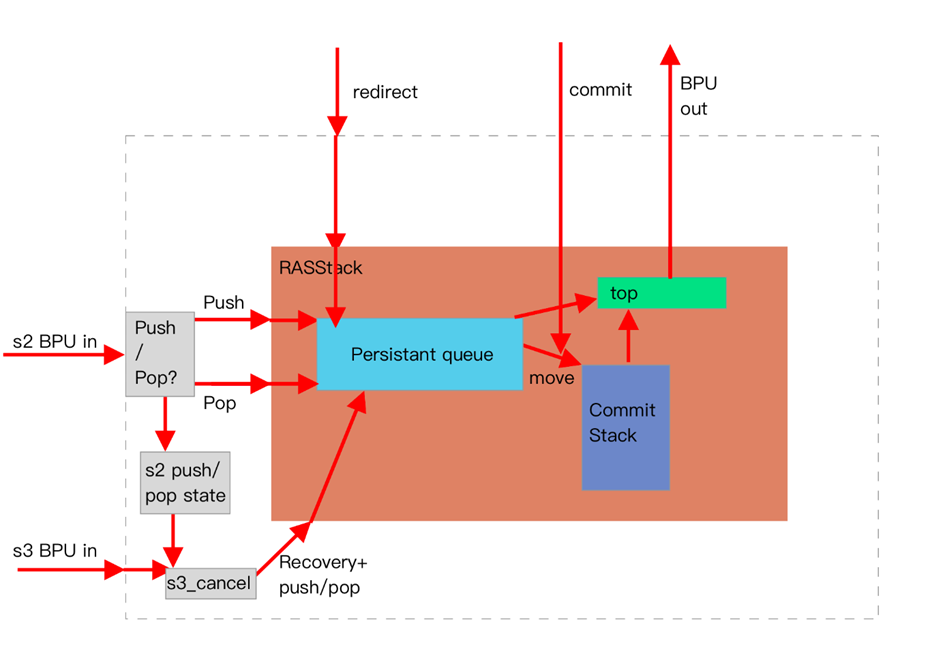 redirect
commit
BPU
out
RASStack
top
Push
s2 BPU in
Push
/
Pop?
Persistant queue
move
Pop
Commit
Stack
s2 push/
pop state
s3 BPU in
s3_cancel
Recovery+
push/pop